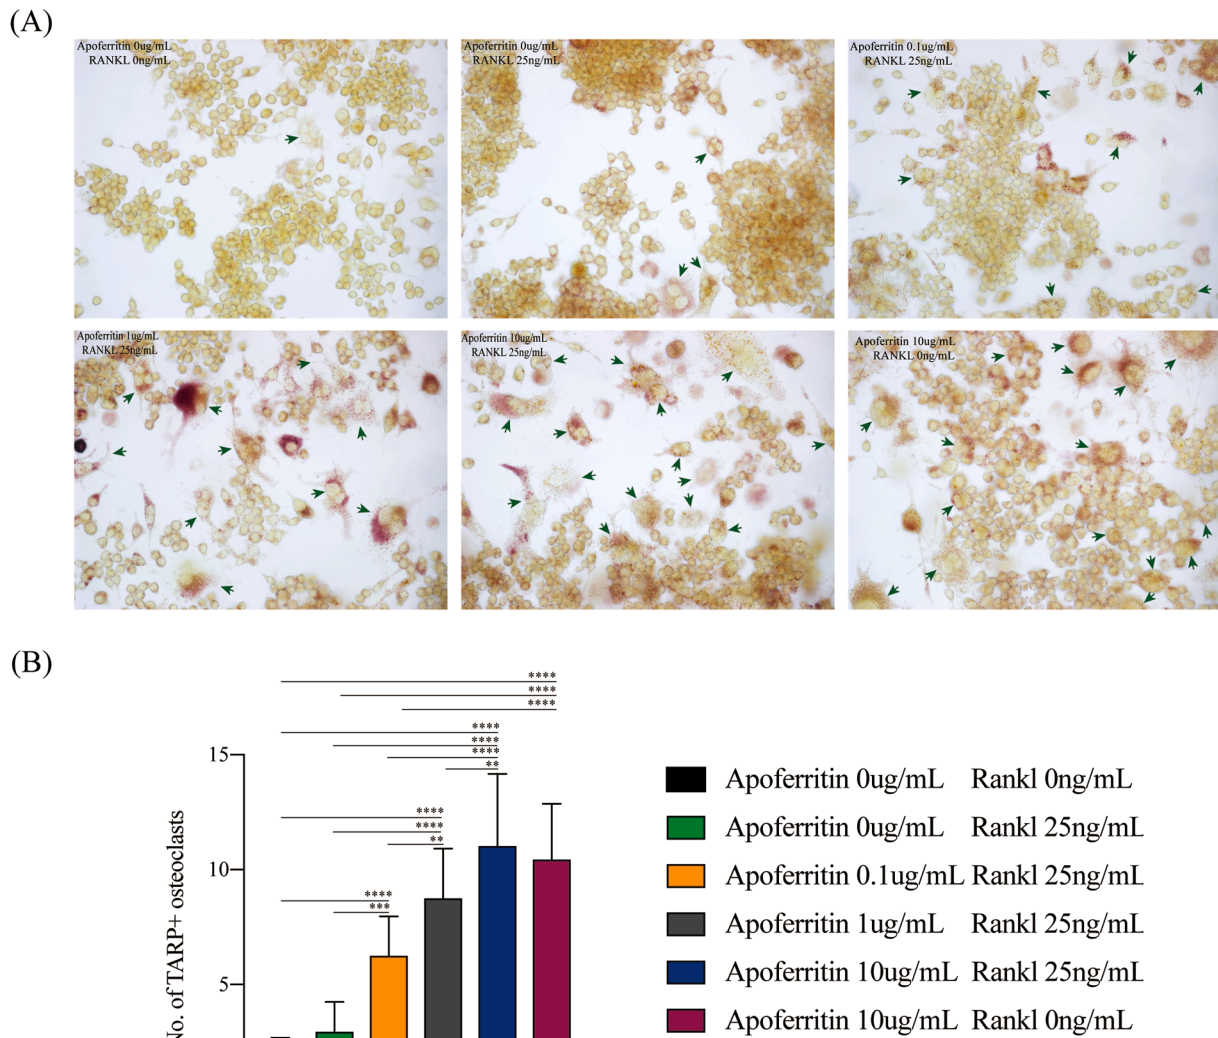 (A)
Apoferritin 0ug/mL
RANKL 0ng/mL
Apoferritin 0ug/mL
RANKL 25ng/mL
Apoferritin 0.1ug/mL
RANKL 25ng/mL
Apoferritin 1ug/mL
RANKL 25ng/mL
Apoferritin 10ug/mL
RANKL 25ng/mL
Apoferritin 10ug/mL
RANKL 0ng/mL
(B)
****
****
****
****
****
****
**
****
****
**
****
***
15
10
5
No. of TARP+ osteoclasts
Apoferritin 0ug/mL Rankl 0ng/mL
Apoferritin 0ug/mL Rankl 25ng/mL
Apoferritin 0.1ug/mL Rankl 25ng/mL
Apoferritin 1ug/mL Rankl 25ng/mL
Apoferritin 10ug/mL Rankl 25ng/mL
Apoferritin 10ug/mL Rankl 0ng/mL